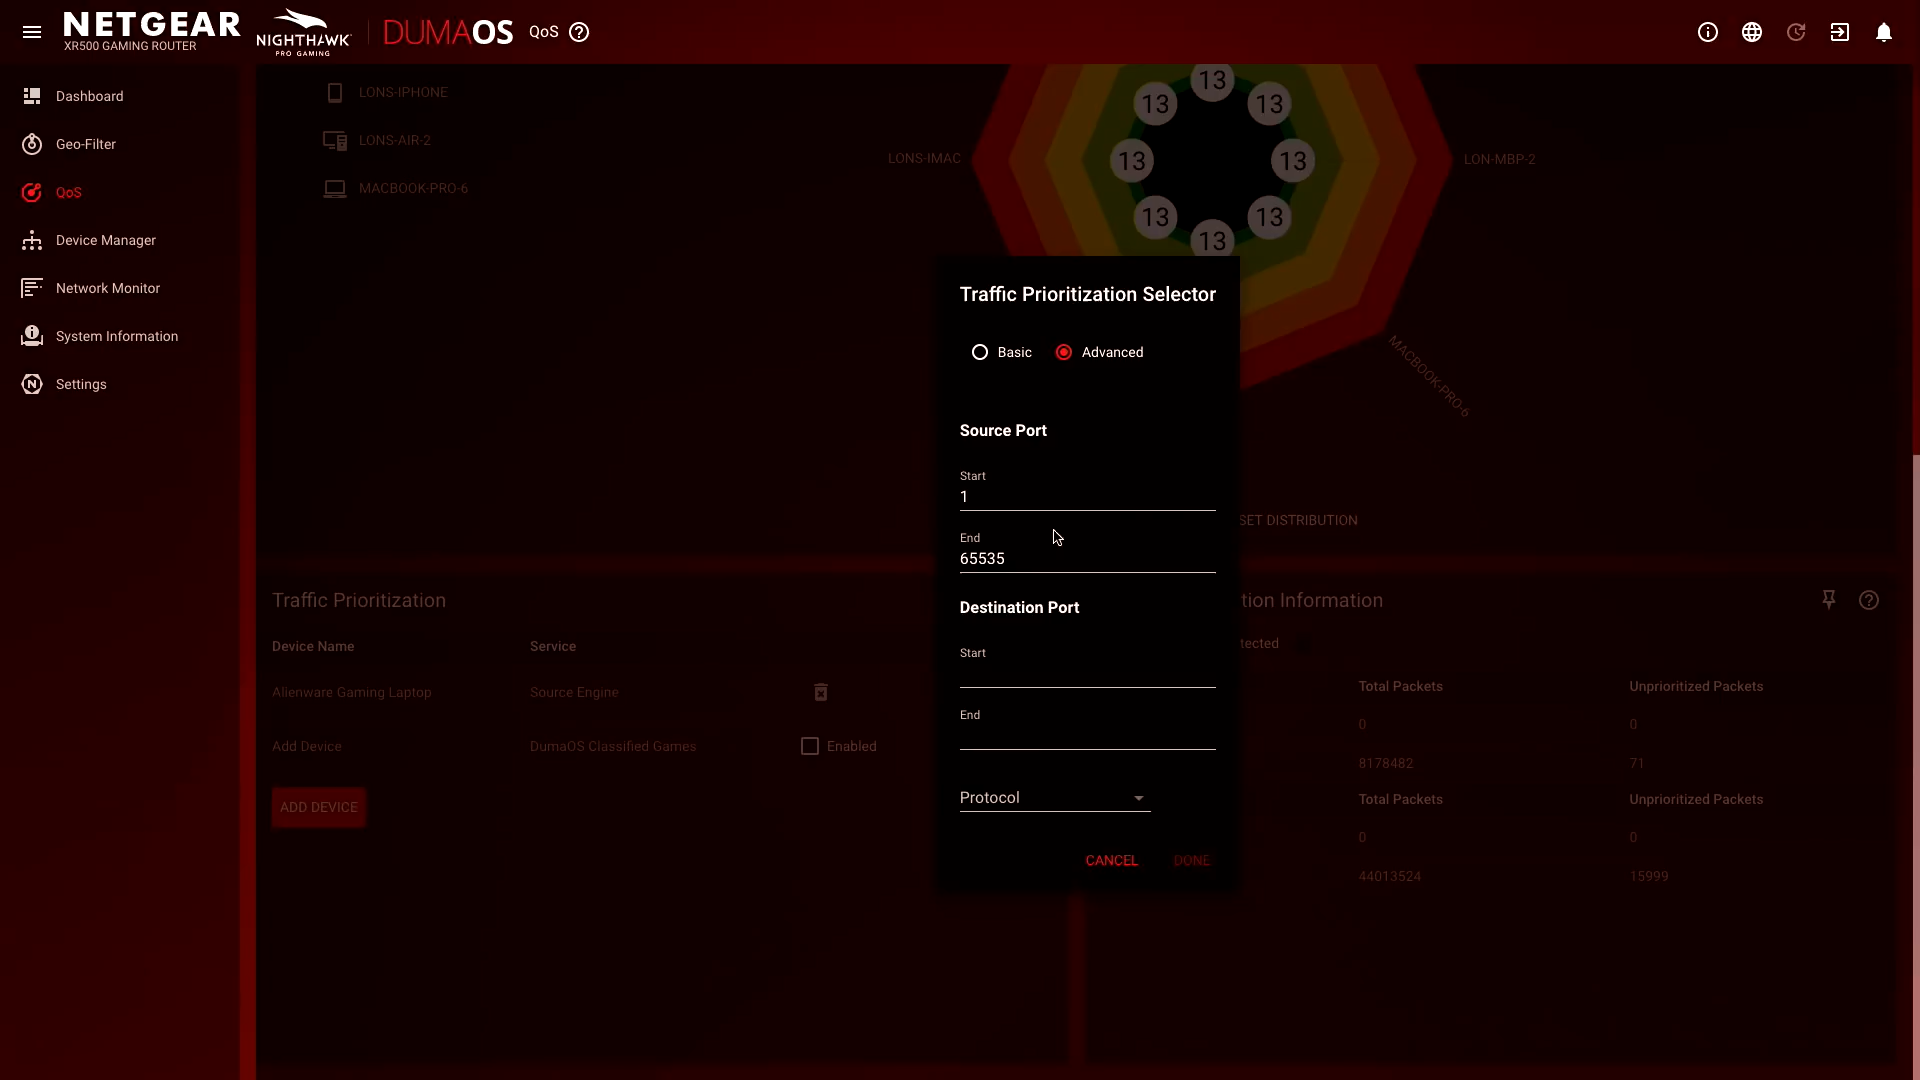 NETGEAR
XR500 GAMING ROUTER
NIGHTHAWK
PRO GAMING
DUMAOS
QoS
Dashboard
Geo-Filter
QoS
Device Manager
Network Monitor
System Information
Settings
LONS-IPHONE
LONS-AIR-2
MACBOOK-PRO-6
13
13
13
13
13
13
13
13
LONS-IMAC
LON-MBP-2
MACBOOK-PRO-6
SET DISTRIBUTION
Traffic Prioritization Selector
Basic
Advanced
Source Port
Start
1
End
65535
Destination Port
Start
End
Protocol
CANCEL
DONE
Traffic Prioritization
Device Name
Service
Alienware Gaming Laptop
Source Engine
Add Device
DumaOS Classified Games
Enabled
ADD DEVICE
tion Information
tected
Total Packets
Unprioritized Packets
0
0
8178482
71
Total Packets
Unprioritized Packets
0
0
44013524
15999